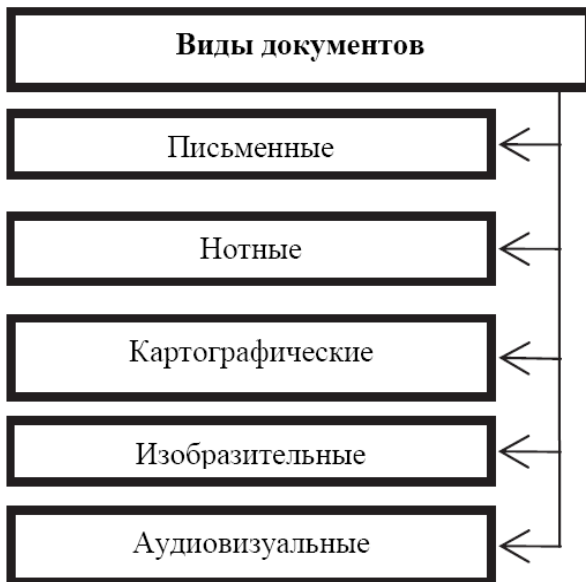 Виды документов
Письменные
Нотные
Картографические
Изобразительные
Аудиовизуальные